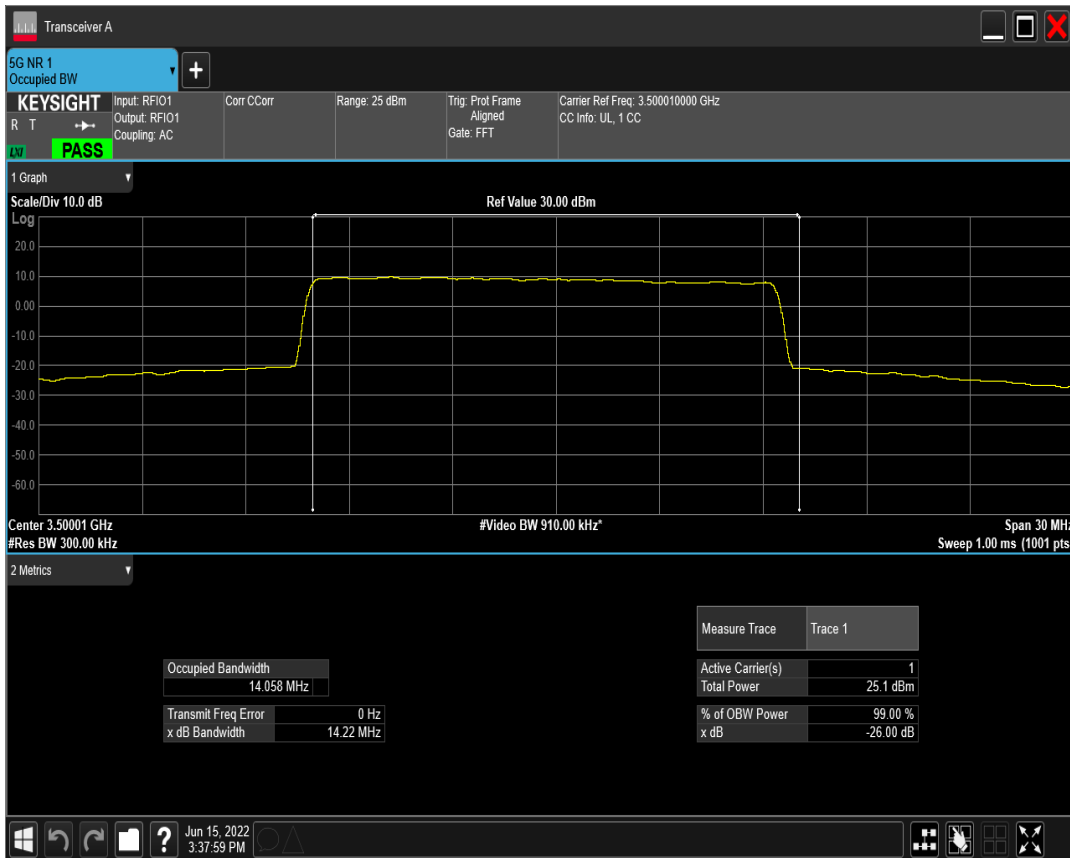 Transceiver A
5G NR 1
Occupied BW
+
KEYSIGHT
R T
LXI PASS
Input: RFIO1
Output: RFIO1
Coupling: AC
Corr CCorr
Range: 25 dBm
Trig: Prot Frame
Aligned
Gate: FFT
Carrier Ref Freq: 3.500010000 GHz
CC Info: UL, 1 CC
1 Graph
Scale/Div 10.0 dB
Ref Value 30.00 dBm
Log
20.0
10.0
0.00
-10.0
-20.0
-30.0
-40.0
-50.0
-60.0
Center 3.50001 GHz
#Video BW 910.00 kHz*
Span 30 MHz
#Res BW 300.00 kHz
Sweep 1.00 ms (1001 pts
2 Metrics
Measure Trace Trace 1
Occupied Bandwidth
14.058 MHz
Active Carrier(s) 1
Total Power 25.1 dBm
Transmit Freq Error 0 Hz
x dB Bandwidth 14.22 MHz
% of OBW Power 99.00 %
x dB -26.00 dB
?
Jun 15, 2022
3:37:59 PM